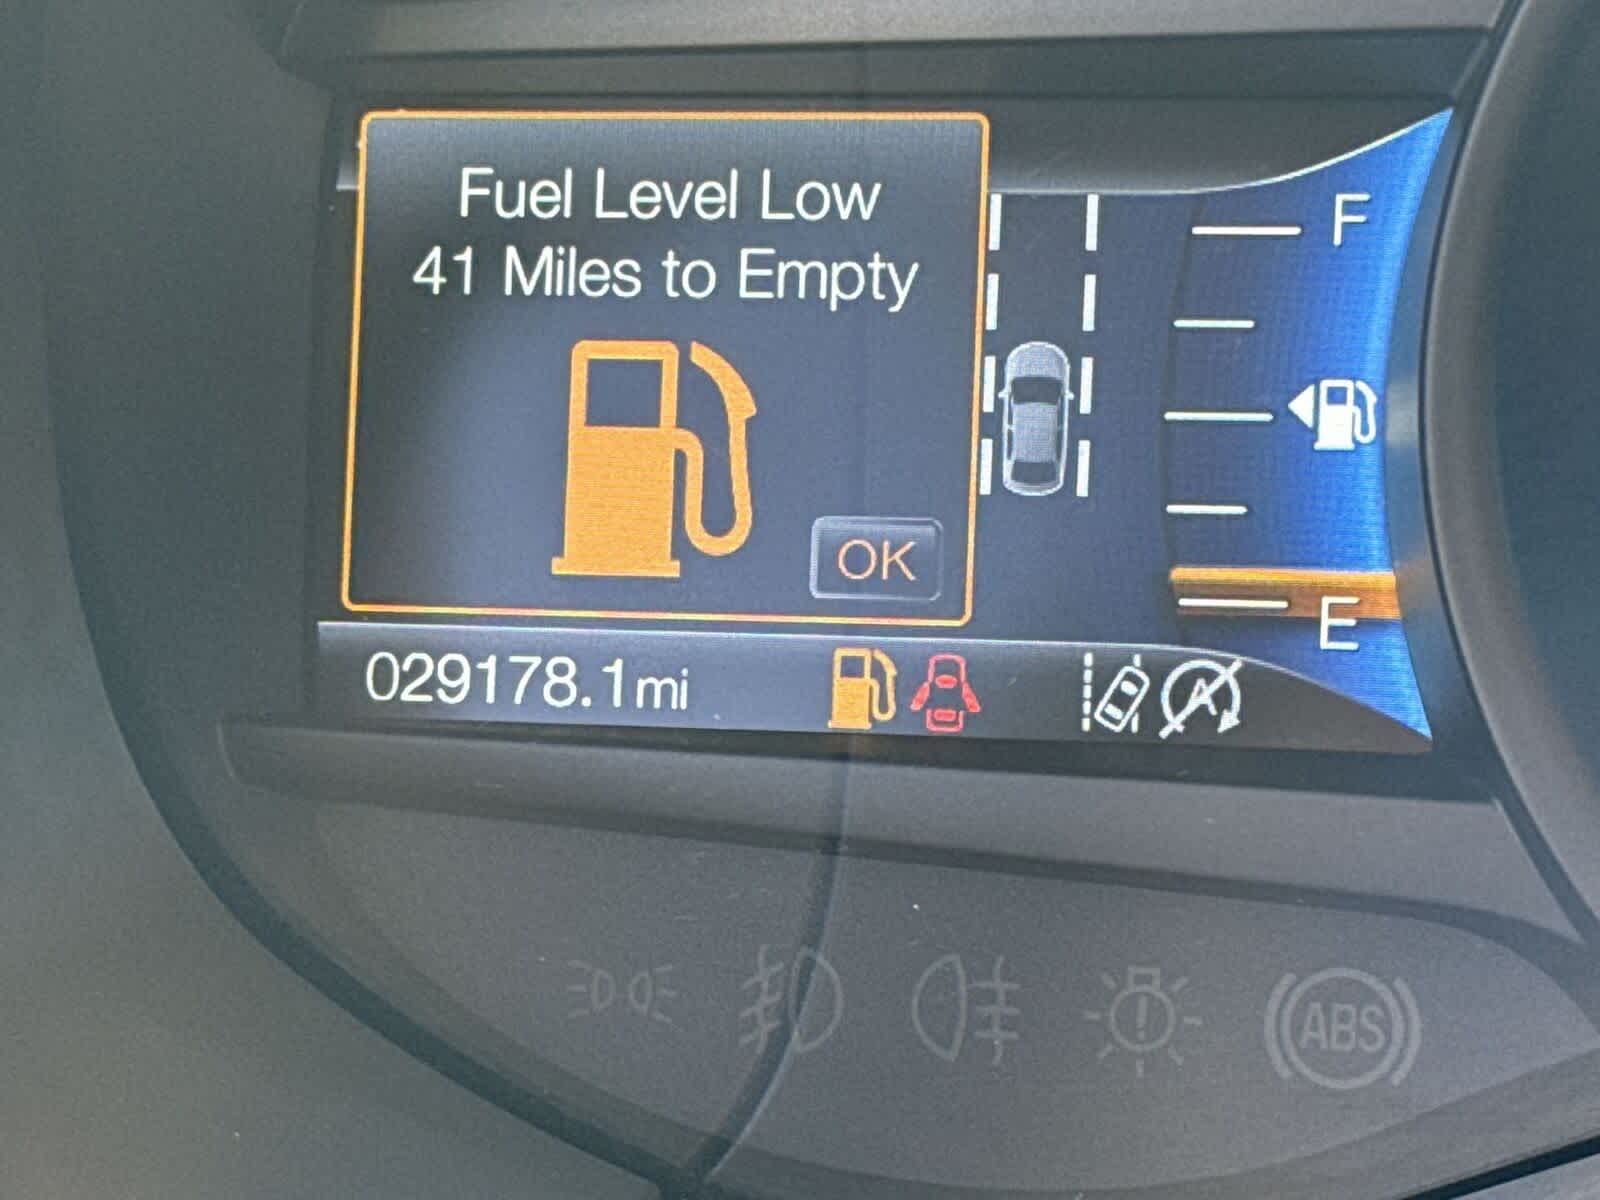 Fuel Level Low
41 Miles to Empty
OK
F
E
029178.1mi
A
ABS